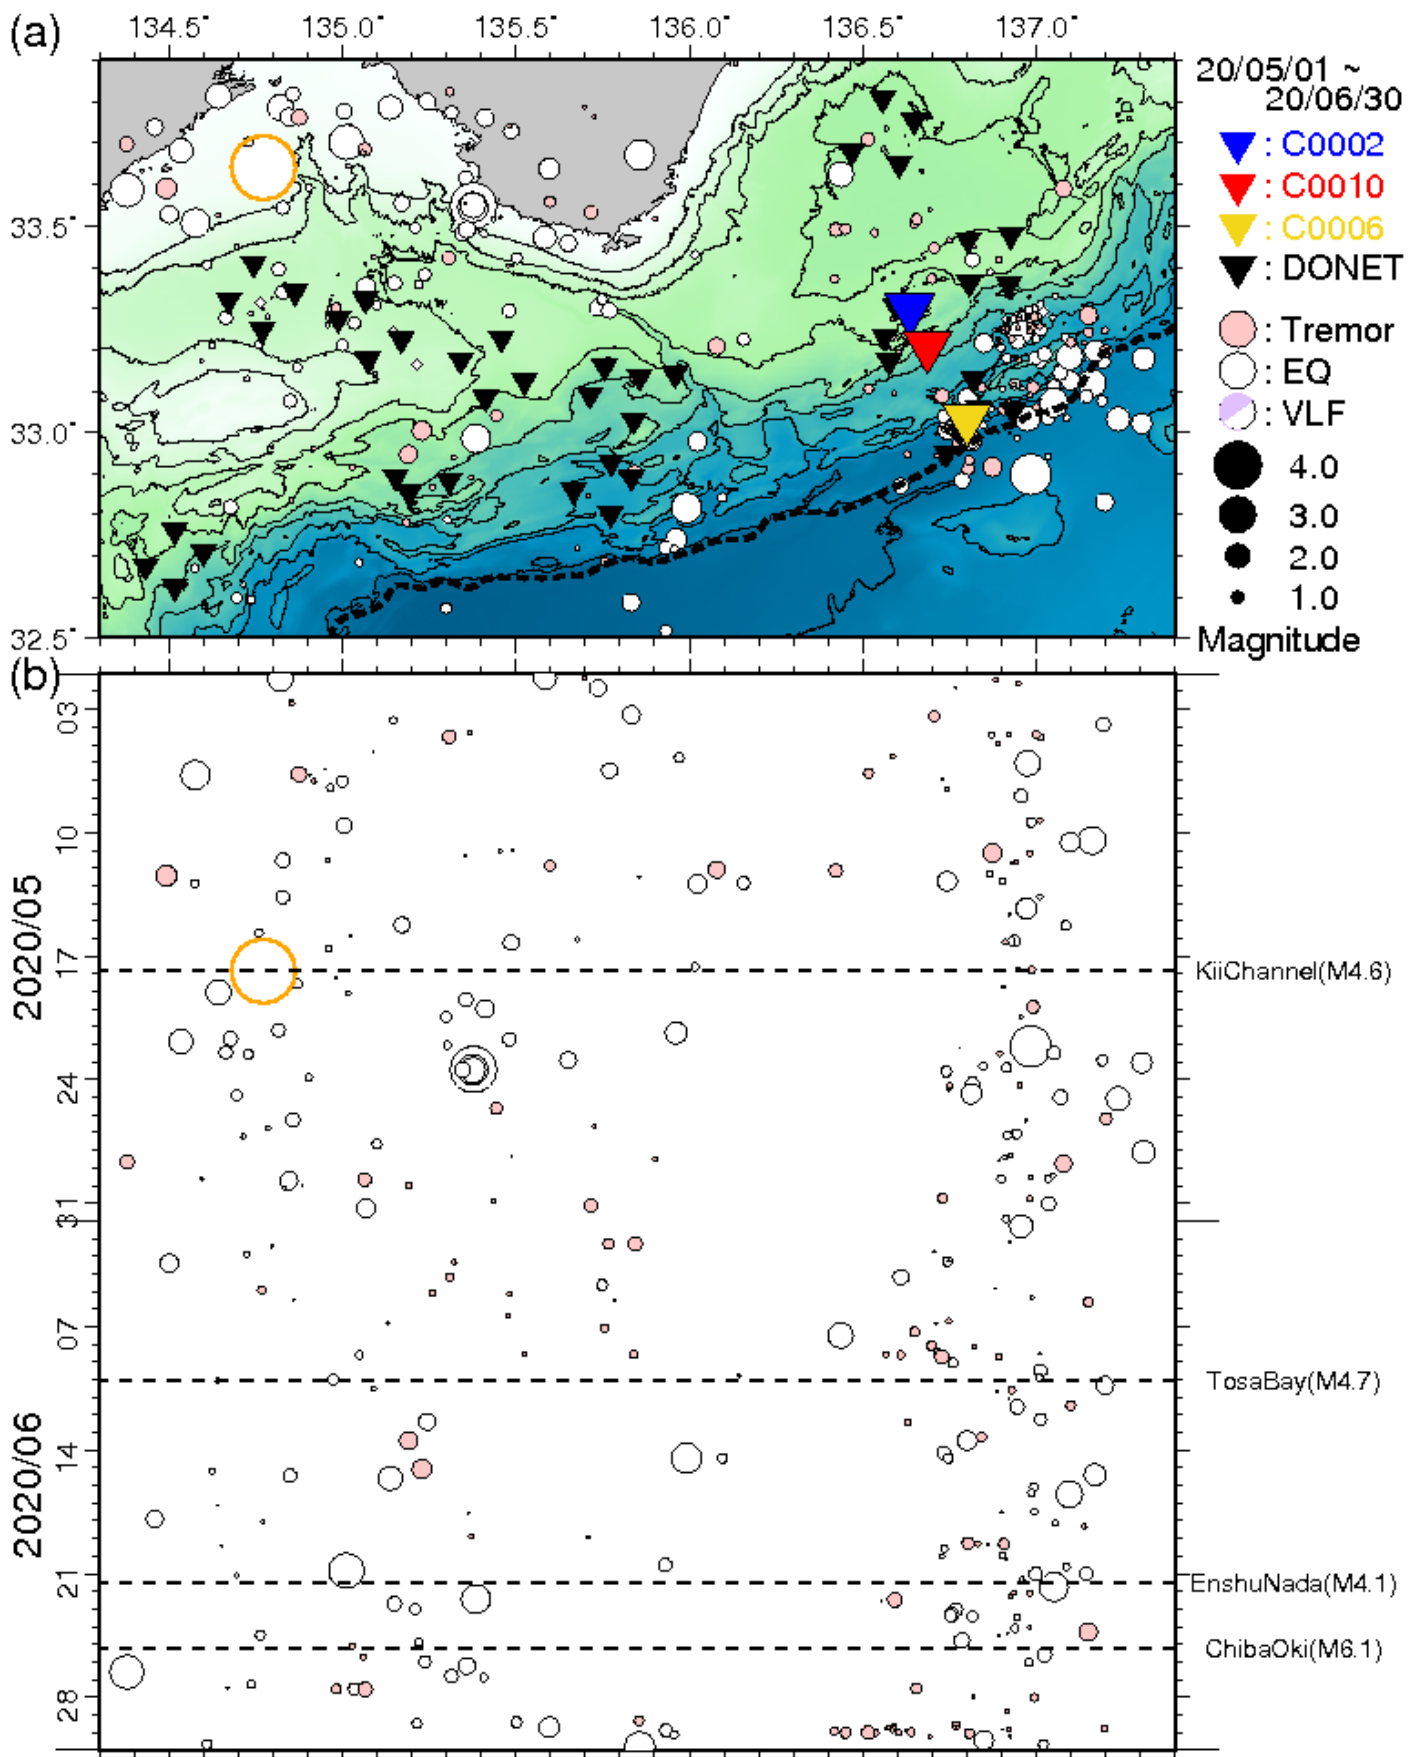 (a)
134.5° 135.0° 135.5° 136.0° 136.5° 137.0°
20/05/01 ~
20/06/30
: C0002
: C0010
: C0006
: DONET
: Tremor
: EQ
: VLF
4.0
3.0
2.0
1.0
Magnitude
33.5°
33.0°
32.5°
(b)
2020/05
03
10
17
24
31
2020/06
07
14
21
28
KiiChannel(M4.6)
TosaBay(M4.7)
EnshuNada(M4.1)
ChibaOki(M6.1)